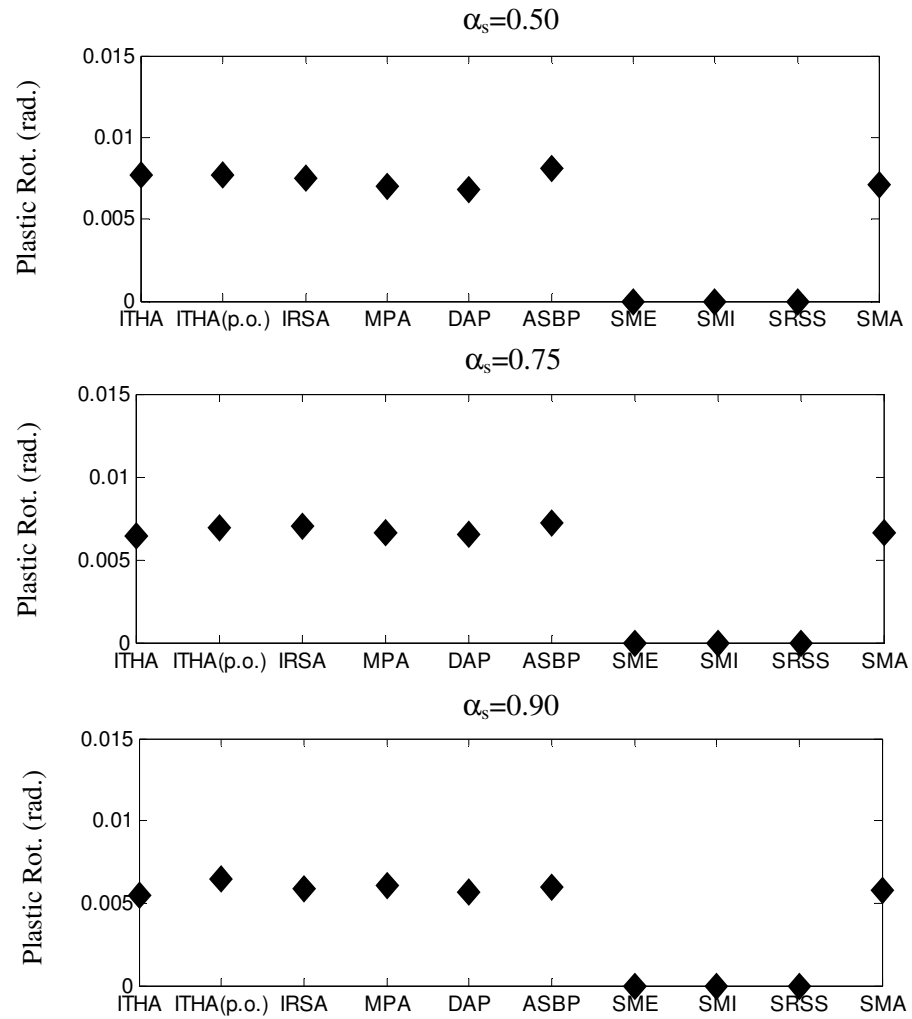 αs=0.50
Plastic Rot. (rad.)
0.015
0.01
0.005
0
ITHA ITHA(p.o.) IRSA MPA DAP ASBP SME SMI SRSS SMA
αs=0.75
Plastic Rot. (rad.)
0.015
0.01
0.005
0
ITHA ITHA(p.o.) IRSA MPA DAP ASBP SME SMI SRSS SMA
αs=0.90
Plastic Rot. (rad.)
0.015
0.01
0.005
0
ITHA ITHA(p.o.) IRSA MPA DAP ASBP SME SMI SRSS SMA